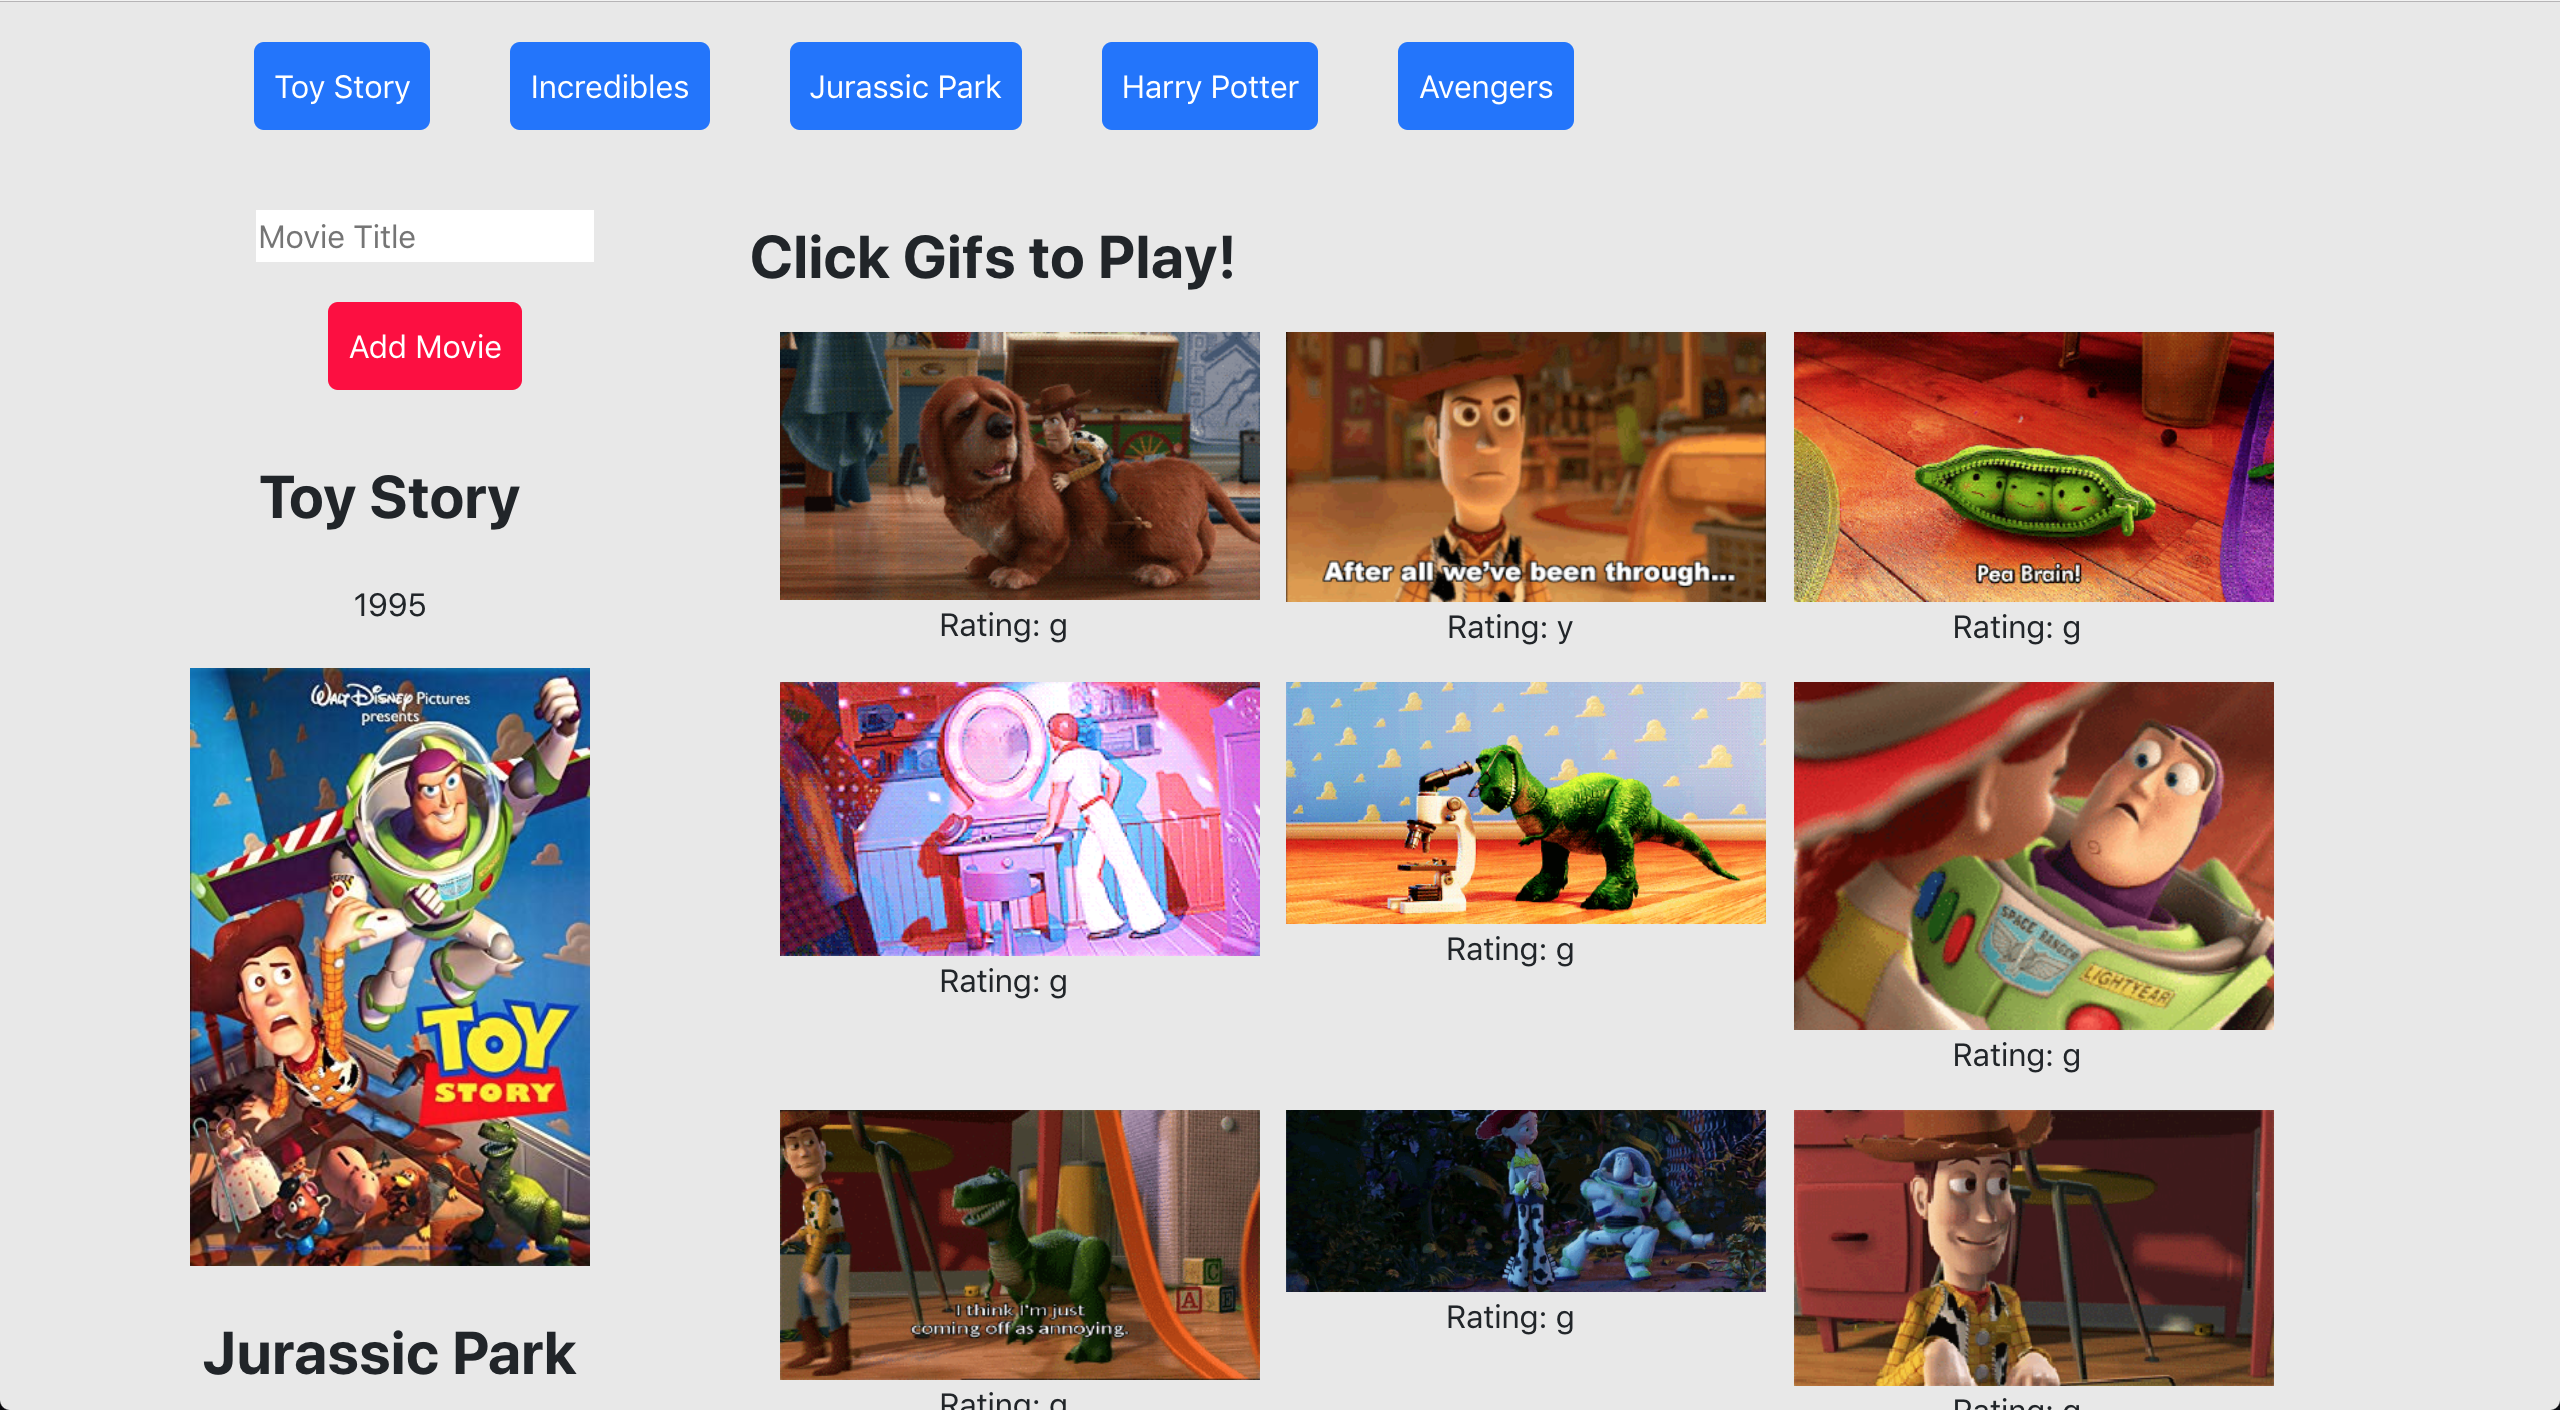 Toy Story
Incredibles
Jurassic Park
Harry Potter
Avengers
Movie Title
Add Movie
Toy Story
1995
WALT DISNEY Pictures
presents
TOY
STORY
Jurassic Park
Click Gifs to Play!
Rating: g
After all we've been through...
Rating: y
Pea Brain!
Rating: g
Rating: g
Rating: g
SPACE RANGER
LIGHTYEAR
Rating: g
I think I'm just
coming off as annoying.
A
C
E
Rating: g
Rating: g
Rating: g